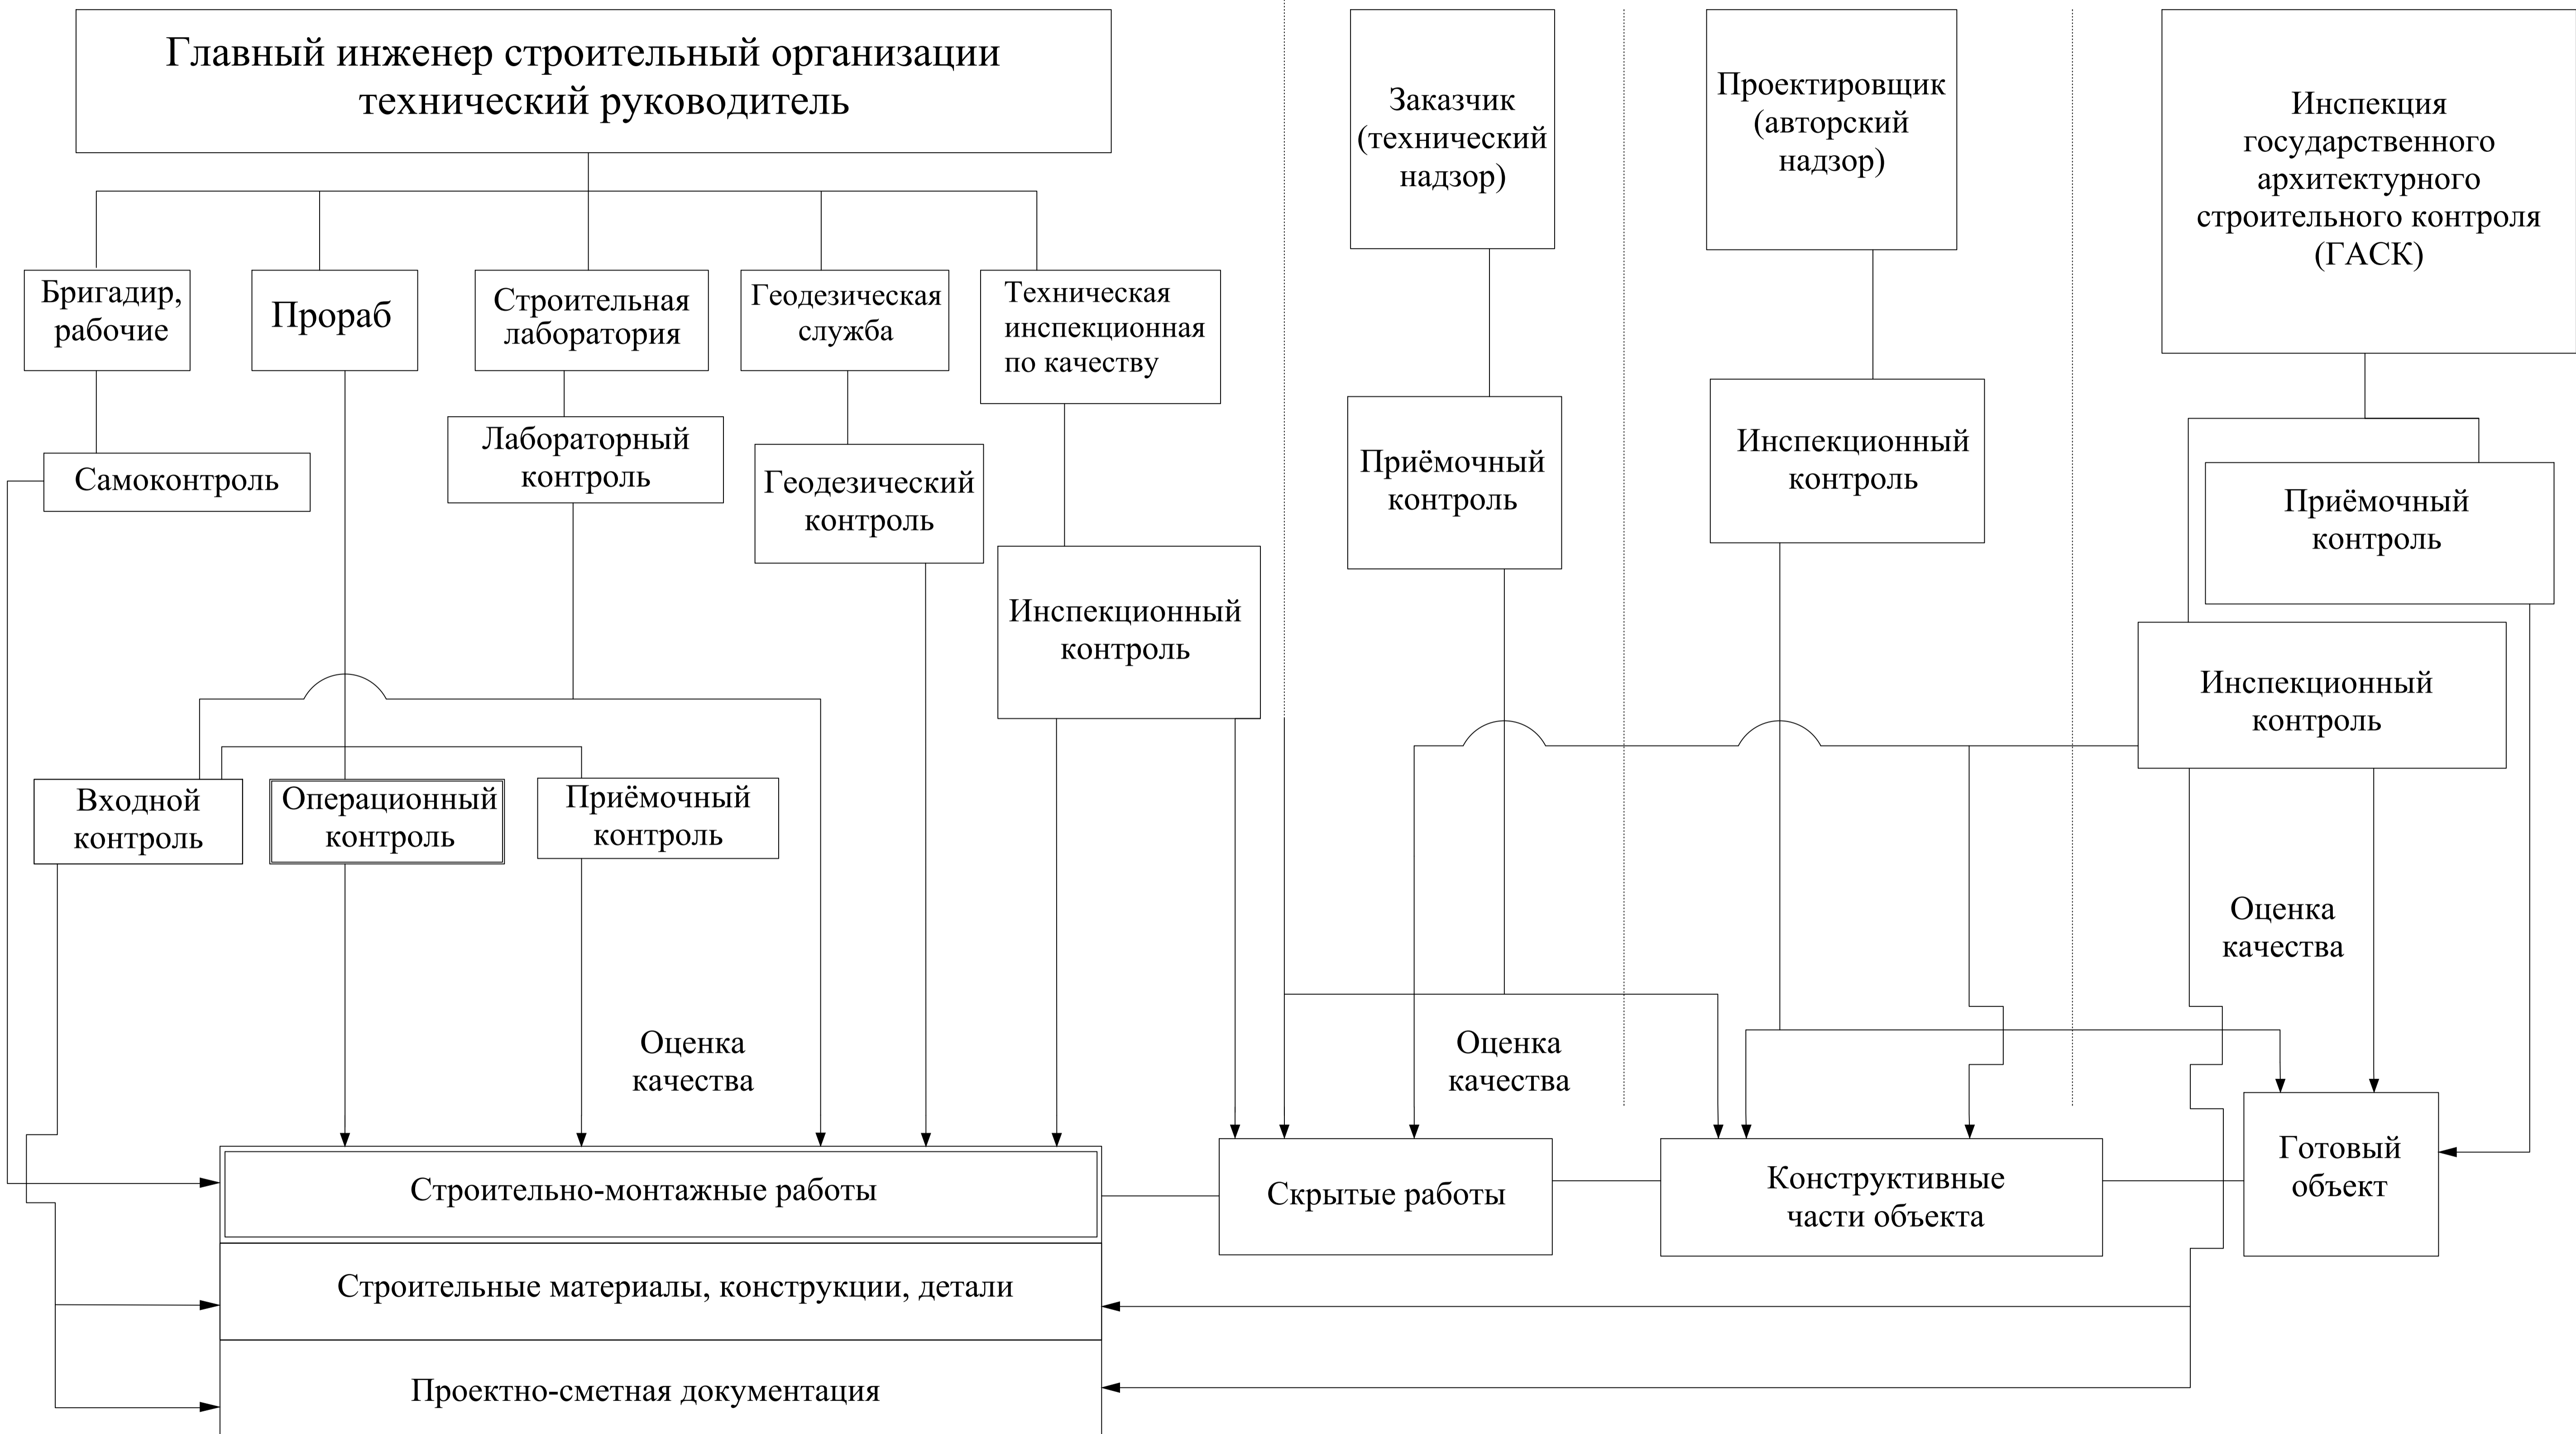 Главный инженер строительный организации
технический руководитель
Заказчик
(технический
надзор)
Проектировщик
(авторский
надзор)
Инспекция
государственного
архитектурного
строительного контроля
(ГАСК)
Бригадир,
рабочие
Прораб
Строительная
лаборатория
Геодезическая
служба
Техническая
инспекционная
по качеству
Самоконтроль
Лабораторный
контроль
Геодезический
контроль
Инспекционный
контроль
Приёмочный
контроль
Инспекционный
контроль
Приёмочный
контроль
Инспекционный
контроль
Входной
контроль
Операционный
контроль
Приёмочный
контроль
Оценка
качества
Оценка
качества
Оценка
качества
Строительно-монтажные работы
Скрытые работы
Конструктивные
части объекта
Готовый
объект
Строительные материалы, конструкции, детали
Проектно-сметная документация